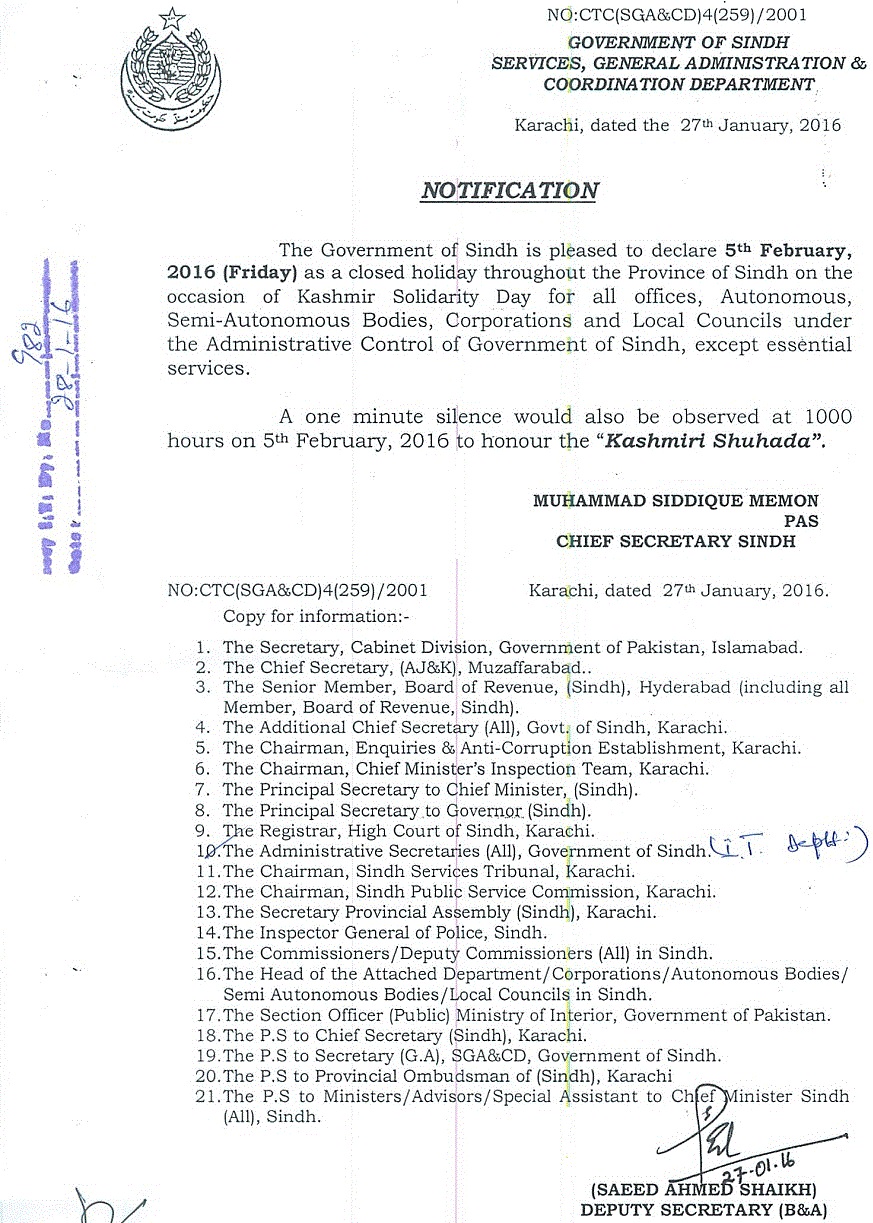 NO:CTC(SGA&CD)4(259)/2001
GOVERNMENT OF SINDH
SERVICES, GENERAL ADMINISTRATION &
COORDINATION DEPARTMENT
Karachi, dated the 27th January, 2016
NOTIFICATION
The Government of Sindh is pleased to declare 5th February,
2016 (Friday) as a closed holiday throughout the Province of Sindh on the
occasion of Kashmir Solidarity Day for all offices, Autonomous,
Semi-Autonomous Bodies, Corporations and Local Councils under
the Administrative Control of Government of Sindh, except essential
services.
A one minute silence would also be observed at 1000
hours on 5th February, 2016 to honour the “Kashmiri Shuhada”.
982
28-1-16
MUHAMMAD SIDDIQUE MEMON
PAS
CHIEF SECRETARY SINDH
NO:CTC(SGA&CD)4(259)/2001 Karachi, dated 27th January, 2016.
Copy for information:-
1. The Secretary, Cabinet Division, Government of Pakistan, Islamabad.
2. The Chief Secretary, (AJ&K), Muzaffarabad..
3. The Senior Member, Board of Revenue, (Sindh), Hyderabad (including all
Member, Board of Revenue, Sindh).
4. The Additional Chief Secretary (All), Govt. of Sindh, Karachi.
5. The Chairman, Enquiries & Anti-Corruption Establishment, Karachi.
6. The Chairman, Chief Minister’s Inspection Team, Karachi.
7. The Principal Secretary to Chief Minister, (Sindh).
8. The Principal Secretary to Governor (Sindh).
9. The Registrar, High Court of Sindh, Karachi.
10.The Administrative Secretaries (All), Government of Sindh. (I.T. Deptt:)
11.The Chairman, Sindh Services Tribunal, Karachi.
12.The Chairman, Sindh Public Service Commission, Karachi.
13.The Secretary Provincial Assembly (Sindh), Karachi.
14.The Inspector General of Police, Sindh.
15.The Commissioners/Deputy Commissioners (All) in Sindh.
16.The Head of the Attached Department/Corporations/Autonomous Bodies/
Semi Autonomous Bodies/Local Councils in Sindh.
17.The Section Officer (Public) Ministry of Interior, Government of Pakistan.
18.The P.S to Chief Secretary (Sindh), Karachi.
19.The P.S to Secretary (G.A), SGA&CD, Government of Sindh.
20.The P.S to Provincial Ombudsman of (Sindh), Karachi
21.The P.S to Ministers/Advisors/Special Assistant to Chief Minister Sindh
(All), Sindh.
27-01-16
(SAEED AHMED SHAIKH)
DEPUTY SECRETARY (B&A)